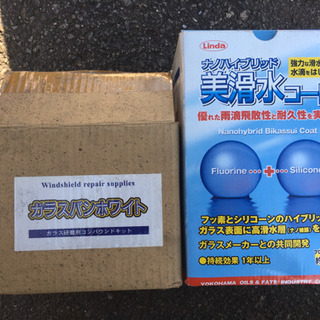 Windshield repair supplies
ガラスバンホワイト
ガラス研磨用コンパウンドキット
Linda
ナノハイブリッド
強力な滑水
水滴をはじ
美滑水コー
優れた雨滴飛散性と耐久性を実
Nanohybrid Bikassui Coat
Fluorine
+
Silicone
フッ素とシリコーンのハイブリッ
ガラス表面に高滑水層
ガラスメーカーとの共同開発
●持続効果 1年以上
YOKOHAMA OILS & FATS INDUSTRY